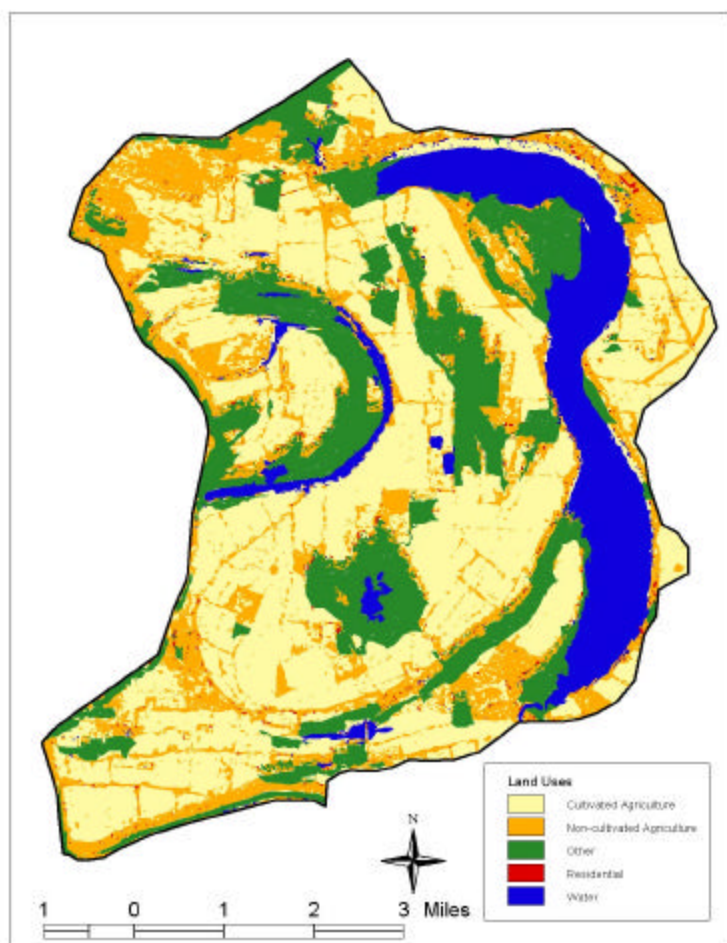 Land Uses
Cultivated Agriculture
Non-cultivated Agriculture
Other
Residential
Water
N
1 0 1 2 3 Miles